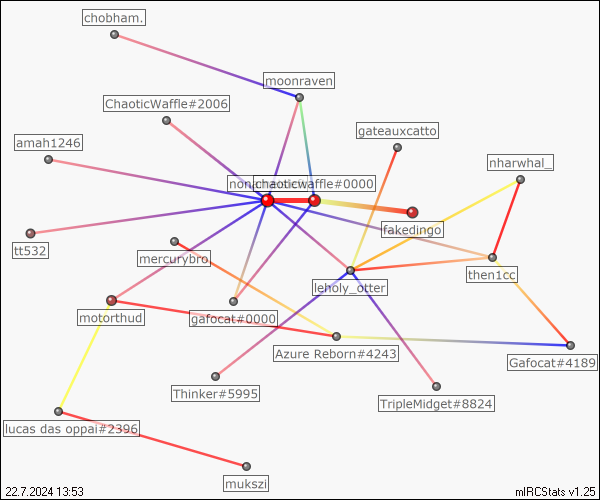 chobham.
moonraven
ChaoticWaffle#2006
gateauxcatto
amah1246
nharwhal_
chaoticwaffle#0000
fakedingo
tt532
mercurybro
then1cc
leholy_otter
motorthud
gafocat#0000
Azure Reborn#4243
Gafocat#4189
Thinker#5995
TripleMidget#8824
lucas das oppai#2396
mukszi
22.7.2024 13:53
mIRCStats v1.25